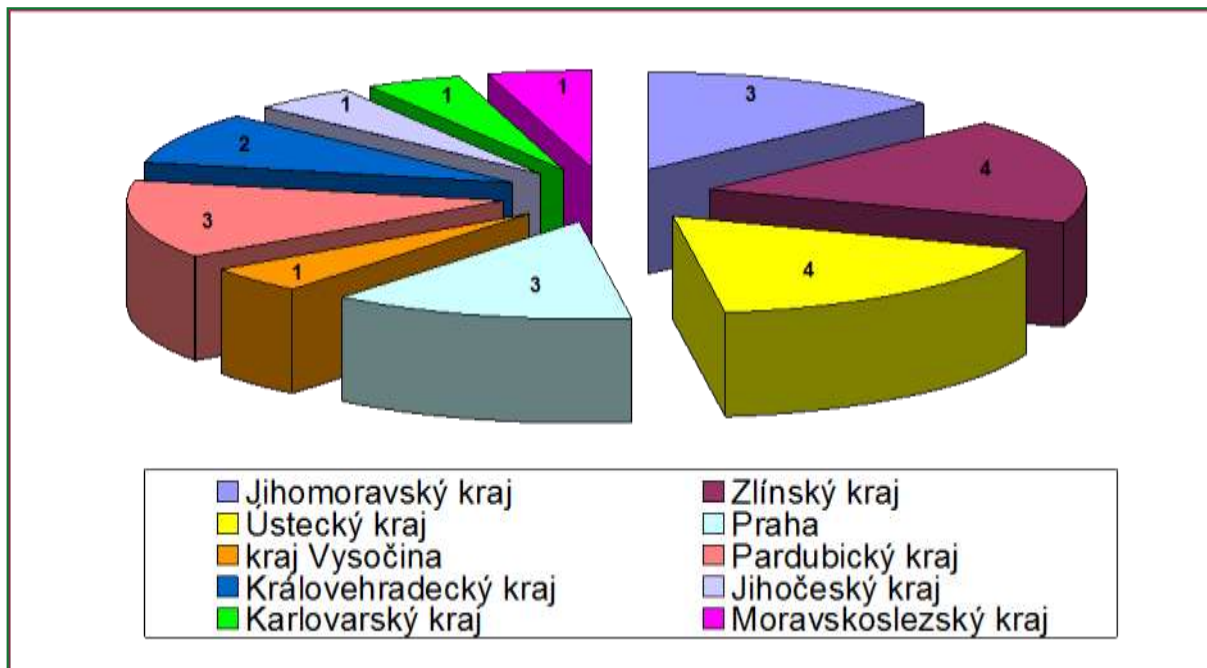 3
4
4
3
1
3
2
1
1
1
Jihomoravský kraj
Zlínský kraj
Ústecký kraj
Praha
kraj Vysočina
Pardubický kraj
Královehradecký kraj
Jihočeský kraj
Karlovarský kraj
Moravskoslezský kraj